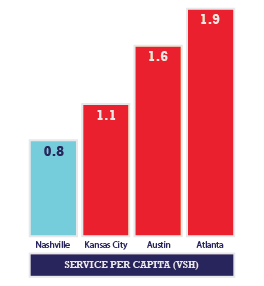 1.9
1.6
1.1
0.8
Nashville Kansas City Austin Atlanta
SERVICE PER CAPITA (VSH)